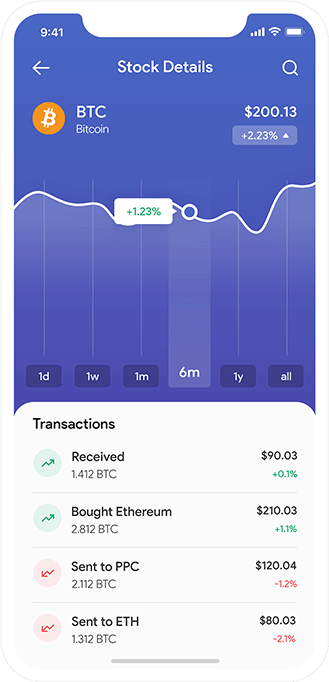 9:41
Stock Details
BTC
$200.13
Bitcoin
+2.23%
+1.23%
1d
1w
1m
6m
1y
all
Transactions
Received
$90.03
1.412 BTC
+0.1%
Bought Ethereum
$210.03
2.812 BTC
+1.1%
Sent to PPC
$120.04
2.112 BTC
-1.2%
Sent to ETH
$80.03
1.312 BTC
-2.1%